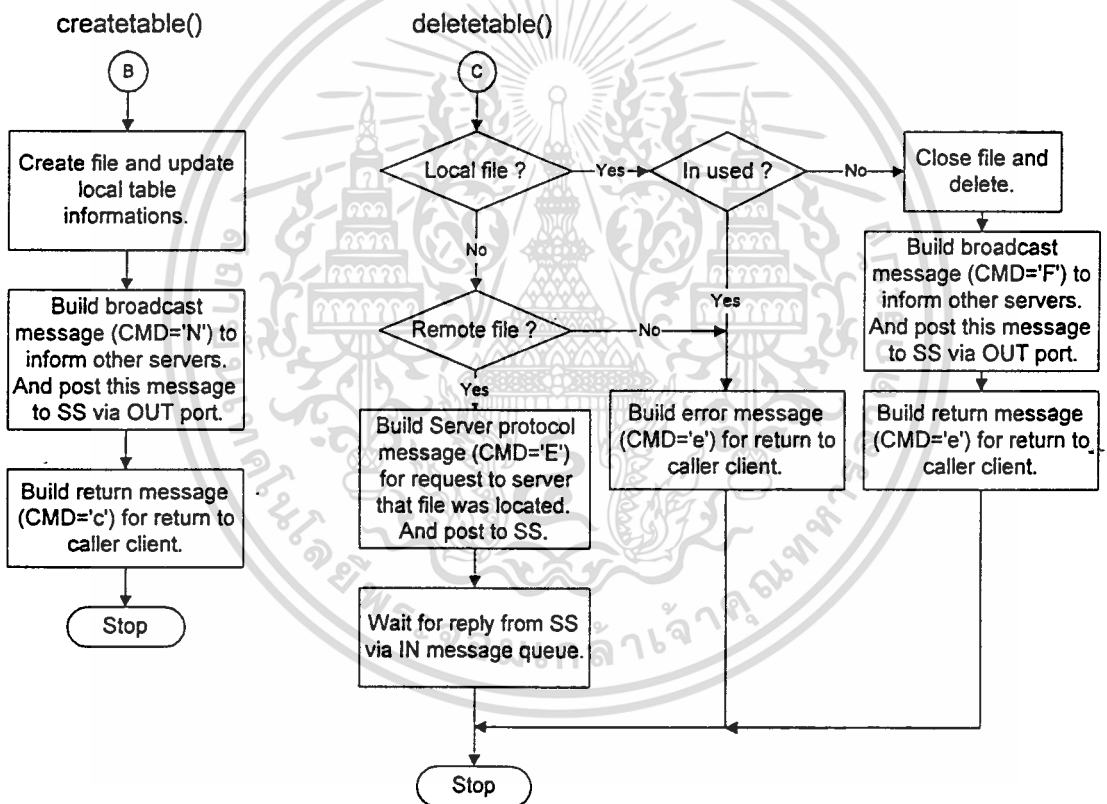 createtable()
B
Create file and update
local table
informations.
Build broadcast
message (CMD='N') to
inform other servers.
And post this message
to SS via OUT port.
Build return message
(CMD='c') for return to
caller client.
Stop
deletetable()
C
Local file ?
Yes
In used ?
No
Close file and
delete.
No
Yes
Build broadcast
message (CMD='F') to
inform other servers.
And post this message
to SS via OUT port.
Remote file ?
No
Yes
Build Server protocol
message (CMD='E')
for request to server
that file was located.
And post to SS.
Build error message
(CMD='e') for return to
caller client.
Build return message
(CMD='e') for return to
caller client.
Wait for reply from SS
via IN message queue.
Stop